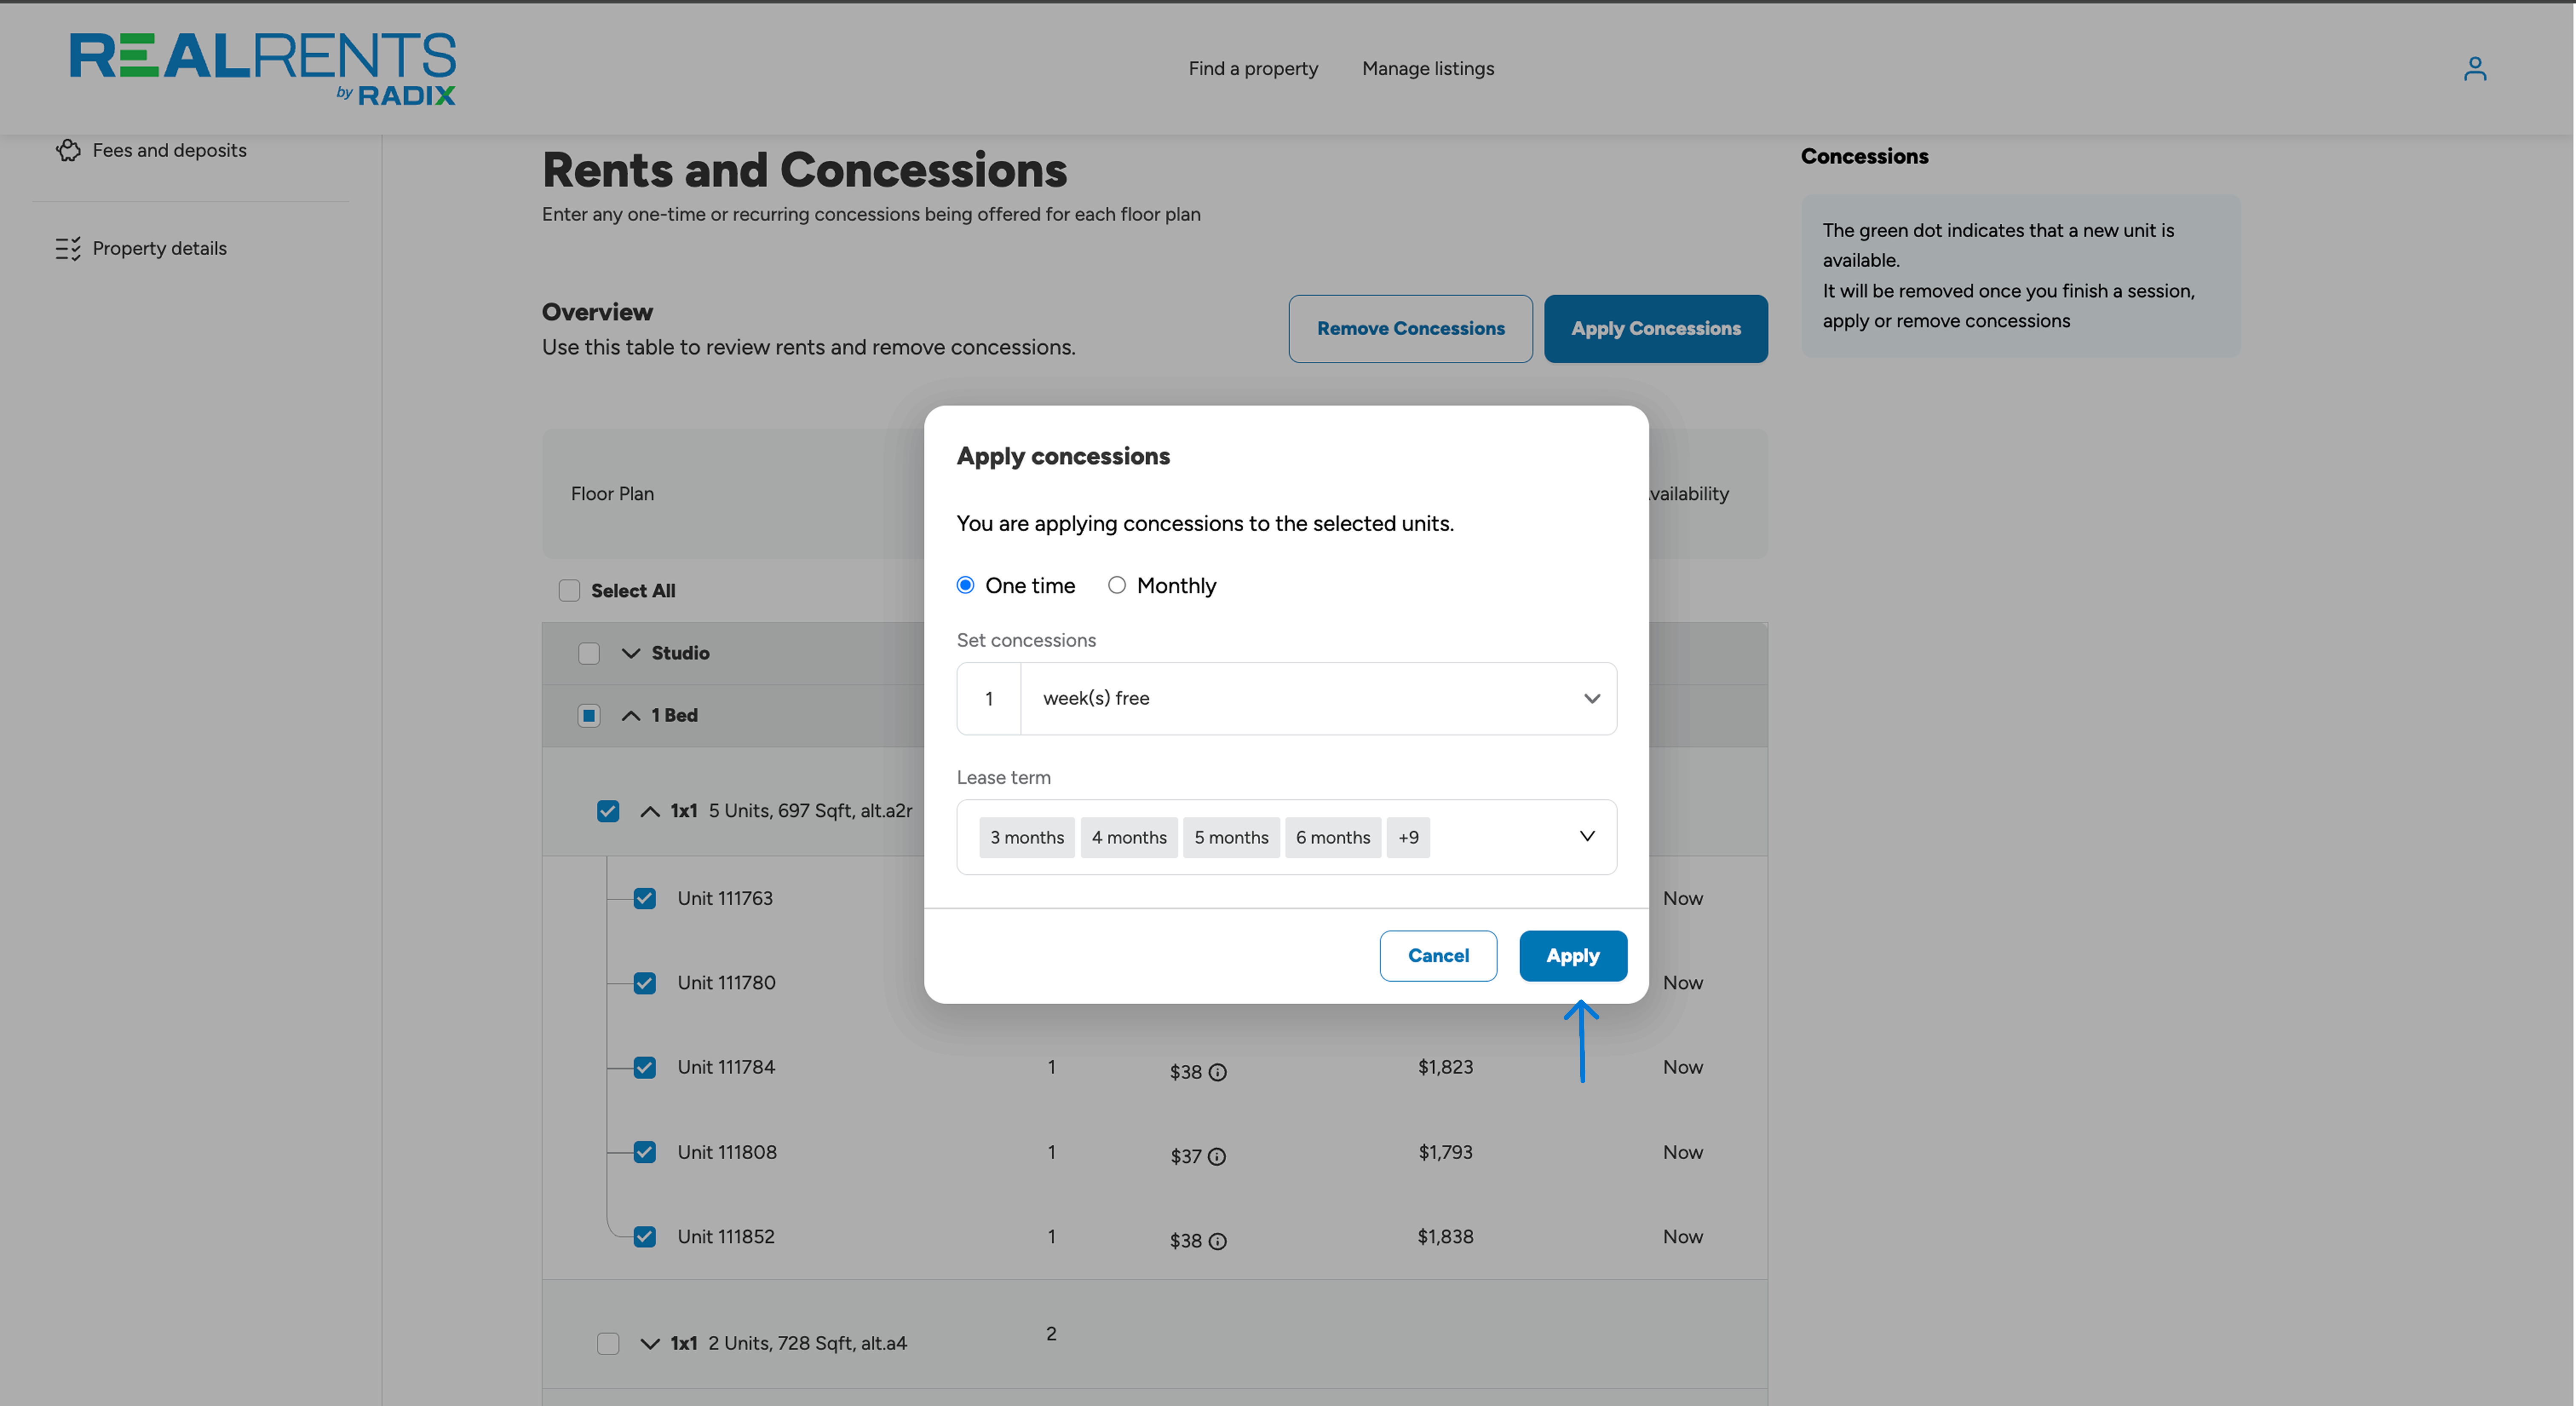 REALRENTS
by RADIX
Find a property
Manage listings
Fees and deposits
Property details
Rents and Concessions
Enter any one-time or recurring concessions being offered for each floor plan
Overview
Use this table to review rents and remove concessions.
Remove Concessions
Apply Concessions
Concessions
The green dot indicates that a new unit is
available.
It will be removed once you finish a session,
apply or remove concessions
Floor Plan
vailability
Select All
Studio
1 Bed
1x1 5 Units, 697 Sqft, alt.a2r
Apply concessions
You are applying concessions to the selected units.
One time
Monthly
Set concessions
1 week(s) free
Lease term
3 months 4 months 5 months 6 months +9
Cancel
Apply
Unit 111763 Now
Unit 111780 Now
Unit 111784 1 $38 $1,823 Now
Unit 111808 1 $37 $1,793 Now
Unit 111852 1 $38 $1,838 Now
1x1 2 Units, 728 Sqft, alt.a4 2